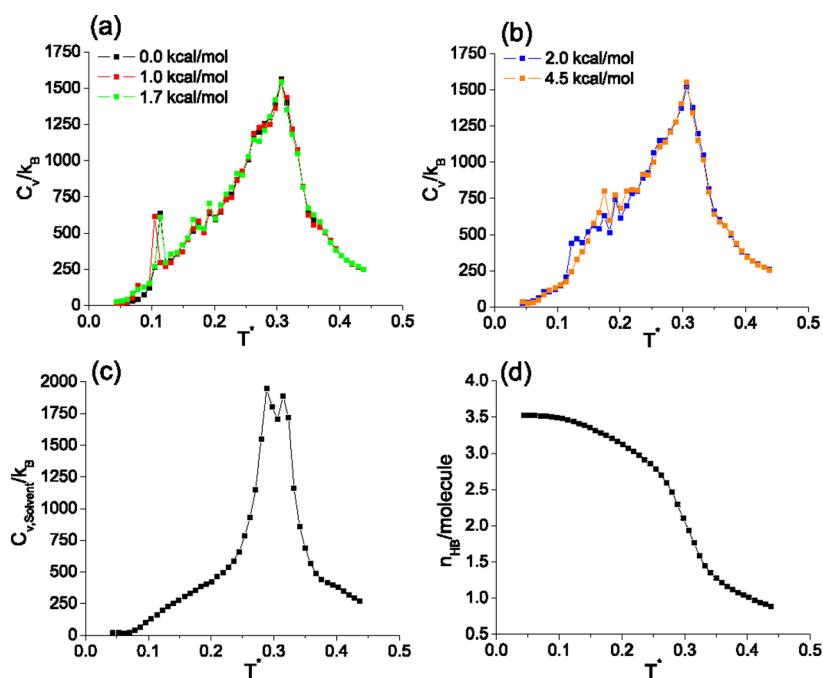 (a)
0.0 kcal/mol
1.0 kcal/mol
1.7 kcal/mol
1750
1500
1250
1000
750
500
250
0
C_v/k_B
0.0 0.1 0.2 0.3 0.4 0.5
T*
(b)
2.0 kcal/mol
4.5 kcal/mol
1750
1500
1250
1000
750
500
250
0
C_v/k_B
0.0 0.1 0.2 0.3 0.4 0.5
T*
(c)
2000
1750
1500
1250
1000
750
500
250
0
C_v,Solvent/k_B
0.0 0.1 0.2 0.3 0.4 0.5
T*
(d)
4.0
3.5
3.0
2.5
2.0
1.5
1.0
0.5
n_HB/molecule
0.0 0.1 0.2 0.3 0.4 0.5
T*